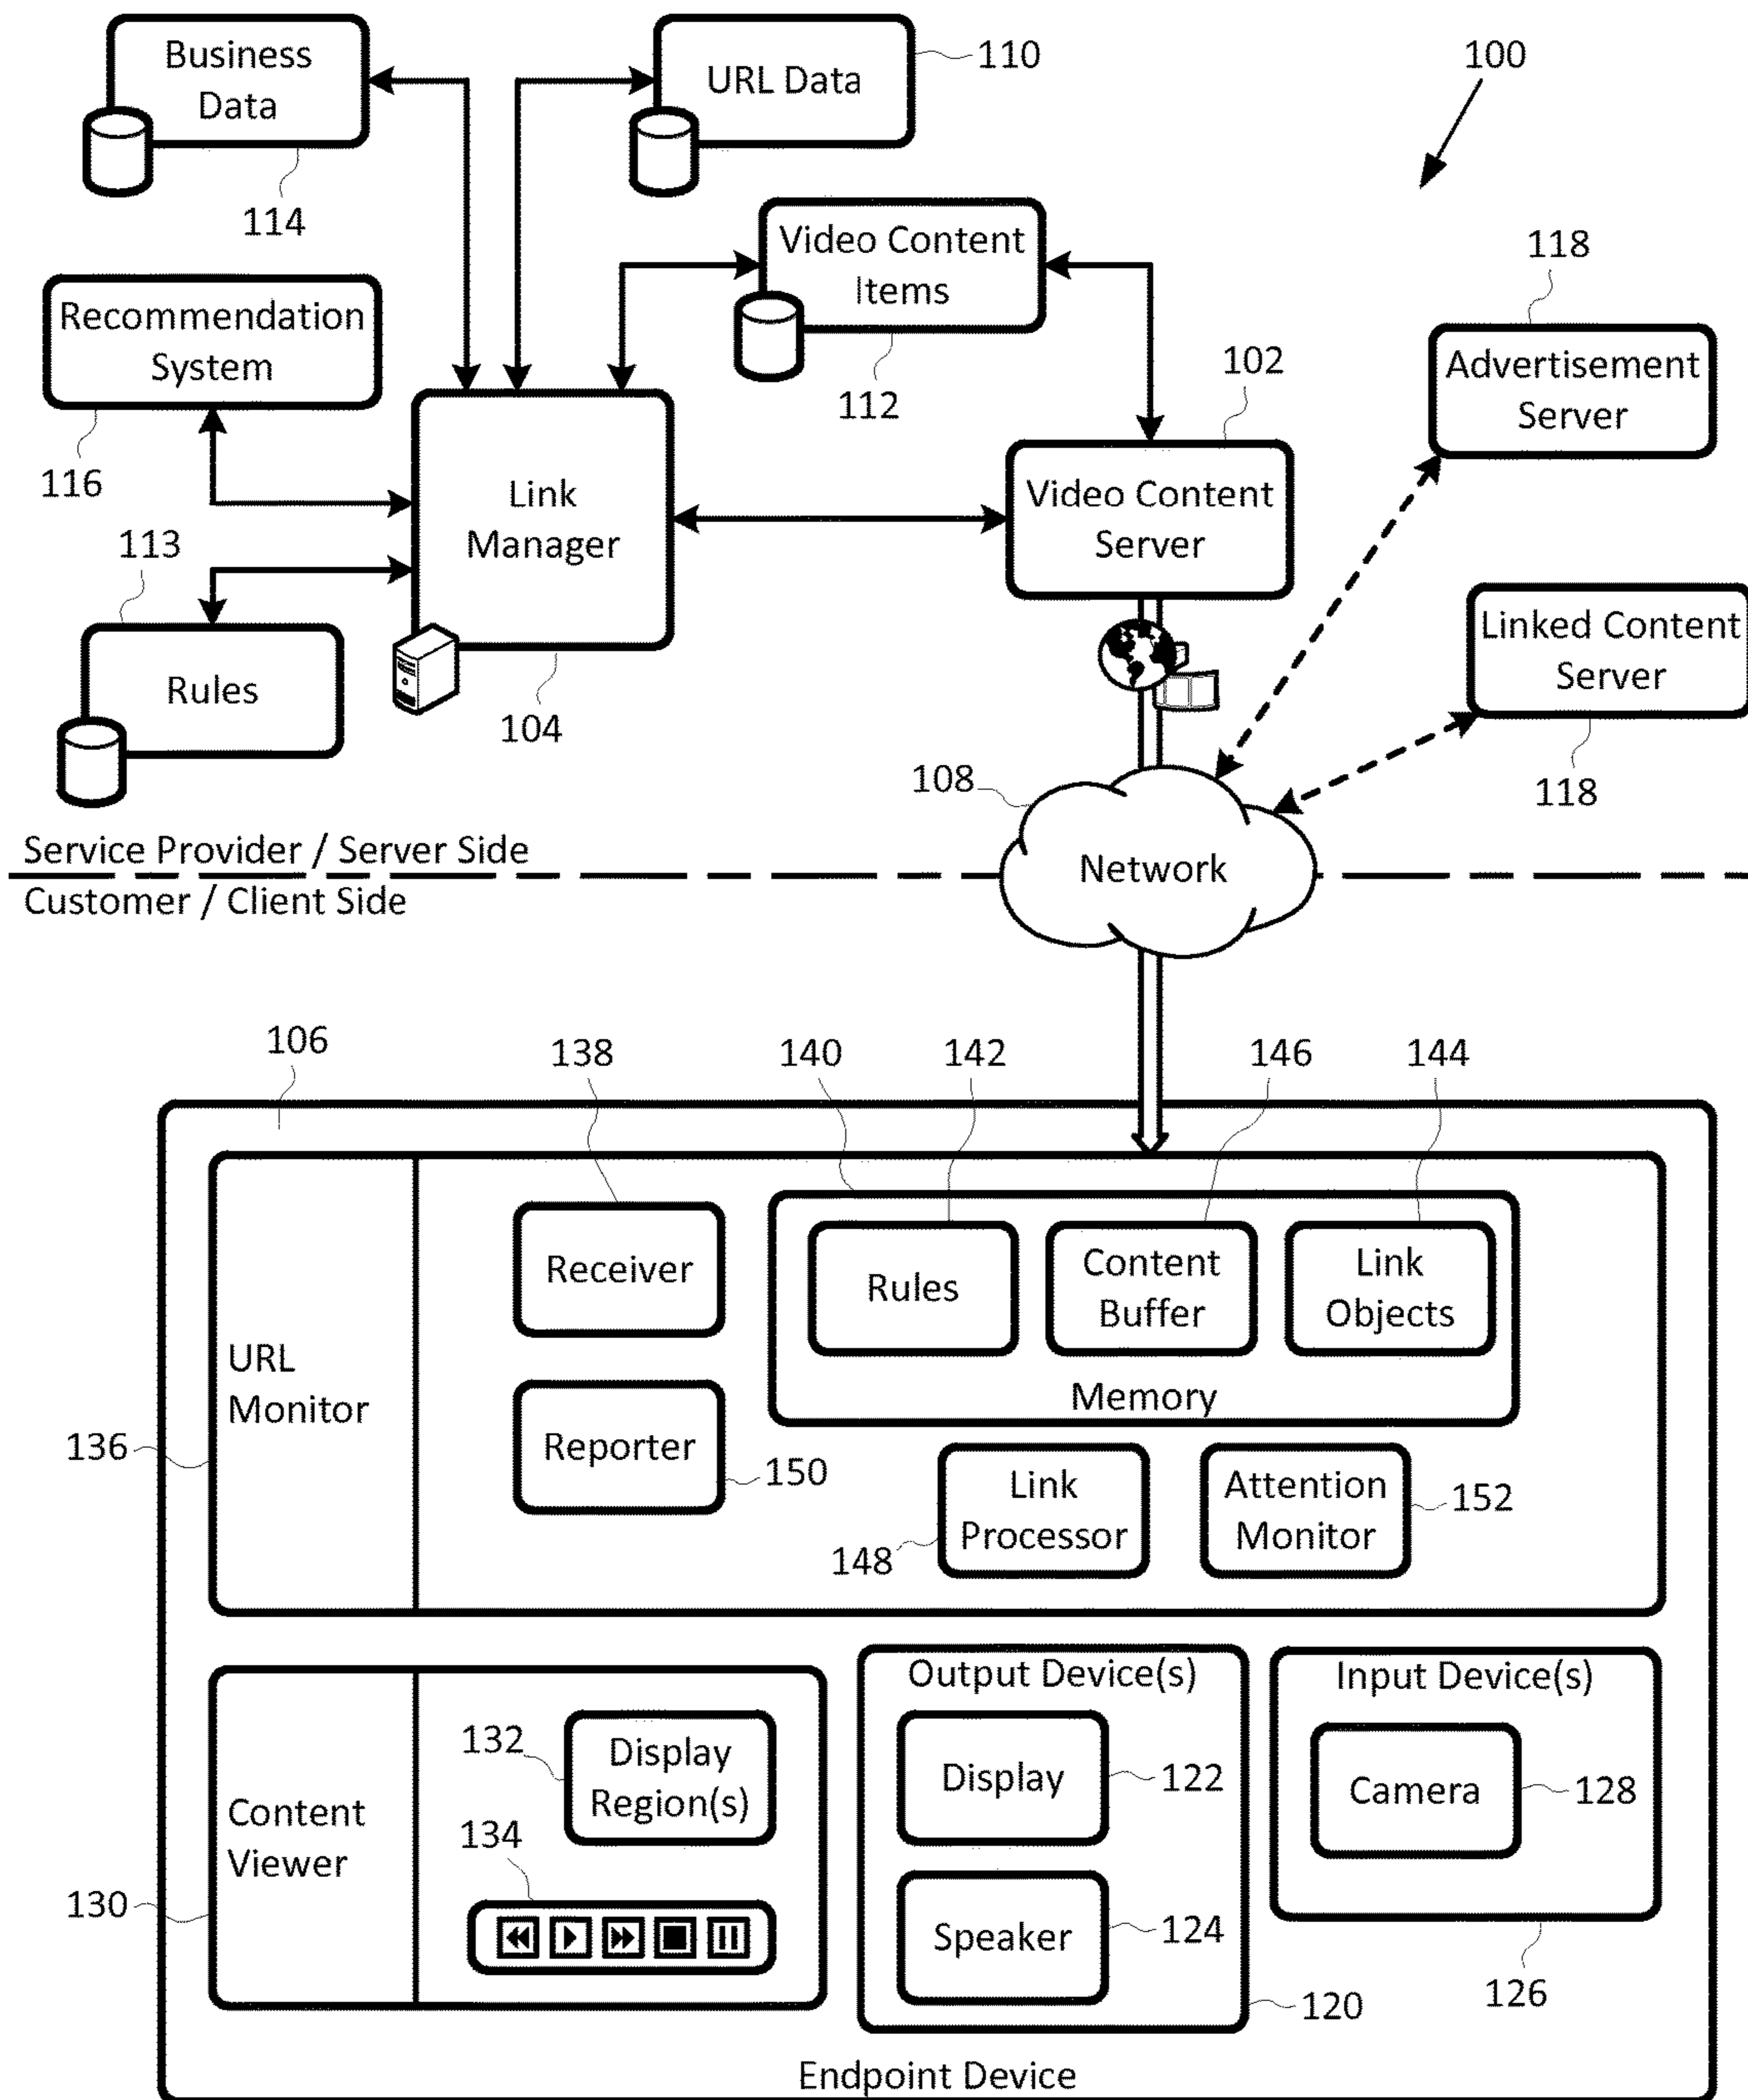 Business
Data
114
URL Data
110
100
Video Content
Items
112
Recommendation
System
116
118
Advertisement
Server
102
Video Content
Server
Link
Manager
104
113
Rules
Linked Content
Server
118
108
Network
Service Provider / Server Side
Customer / Client Side
106
138
140
142
146
144
URL
Monitor
136
Receiver
Rules
Content
Buffer
Link
Objects
Memory
Reporter
150
Link
Processor
148
Attention
Monitor
152
Content
Viewer
130
132
Display
Region(s)
134
Output Device(s)
Display
122
Speaker
124
120
Input Device(s)
Camera
128
126
Endpoint Device